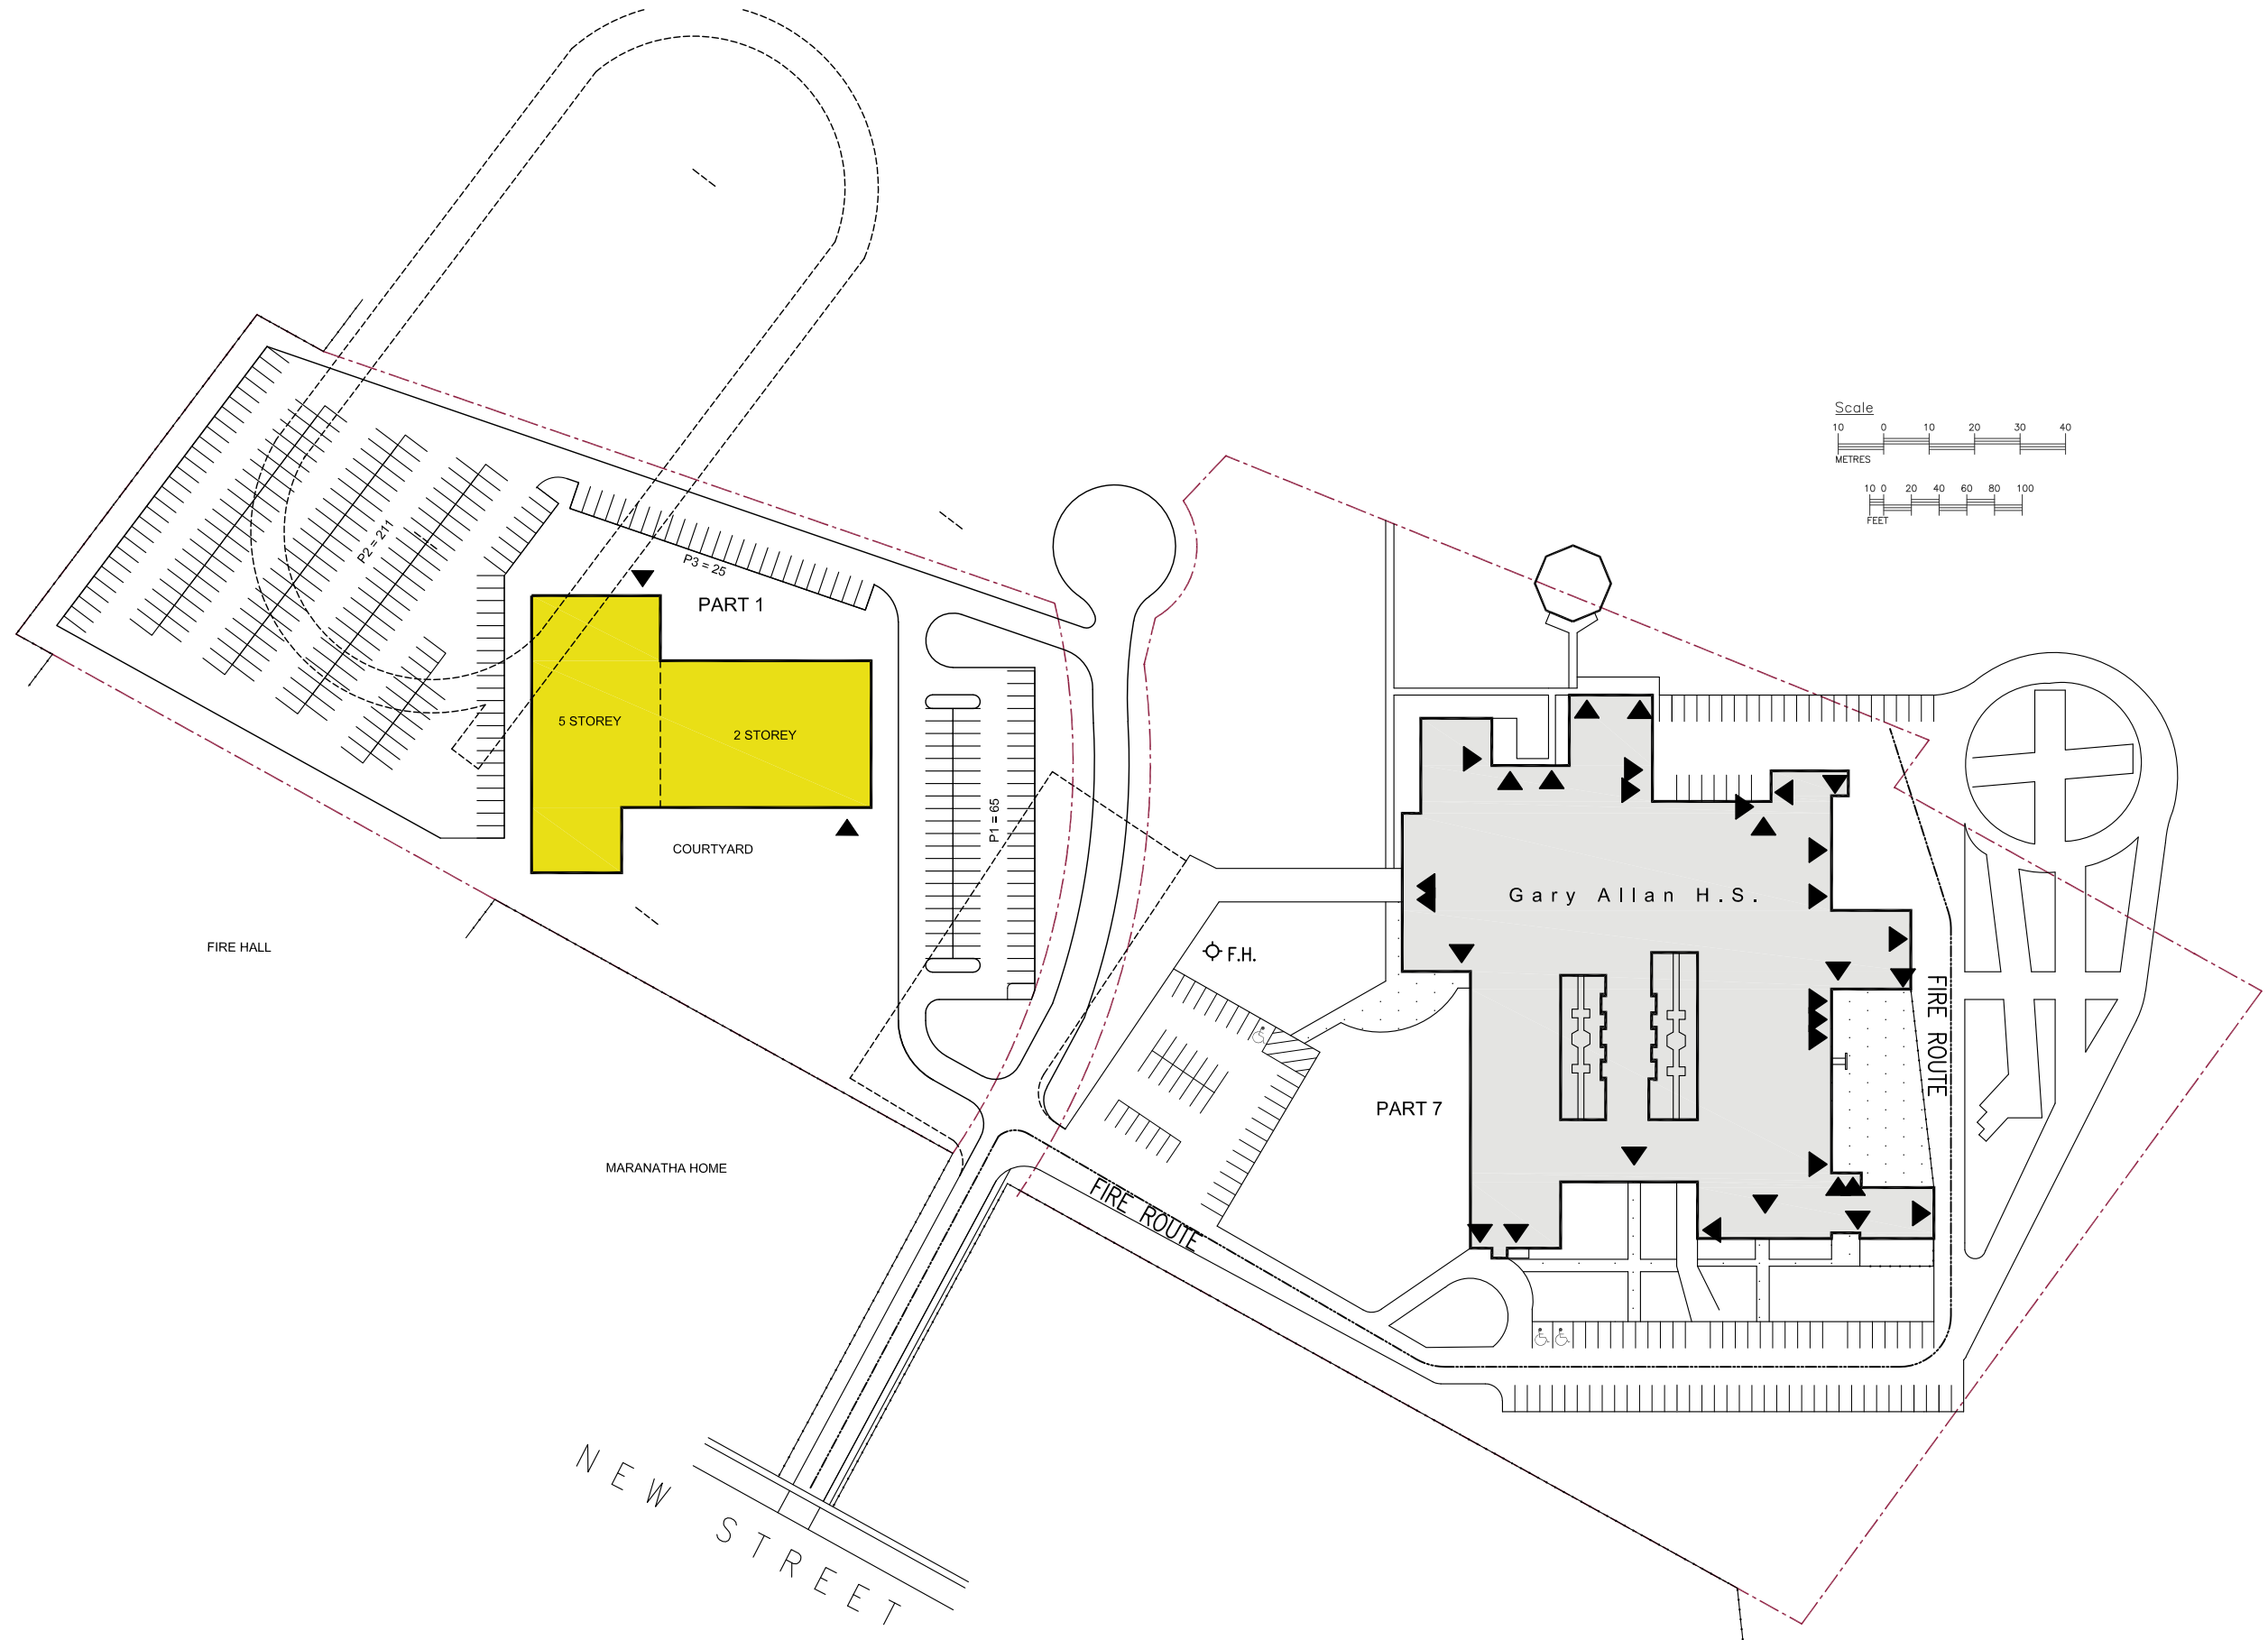 Scale
10 0 10 20 30 40
METRES
10 0 20 40 60 80 100
FEET
P2 = 211
P3 = 25
PART 1
5 STOREY
2 STOREY
P1 = 65
COURTYARD
Gary Allan H.S.
FIRE HALL
F.H.
FIRE ROUTE
PART 7
MARANATHA HOME
FIRE ROUTE
NEW STREET